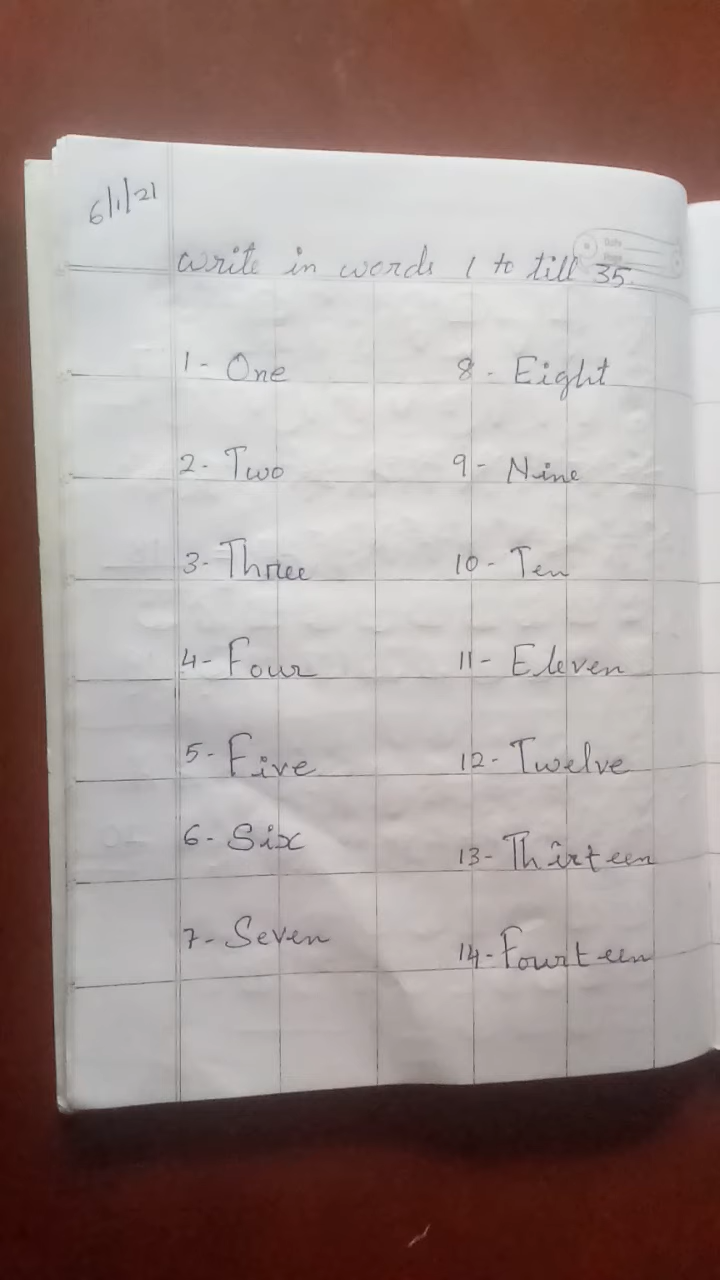 6/1/21
Date
Page
write in words 1 to till 35.
1- One
2- Two
3- Three
4- Four
5- Five
6- Six
7- Seven
8- Eight
9- Nine
10- Ten
11- Eleven
12- Twelve
13- Thirteen
14- Fourteen